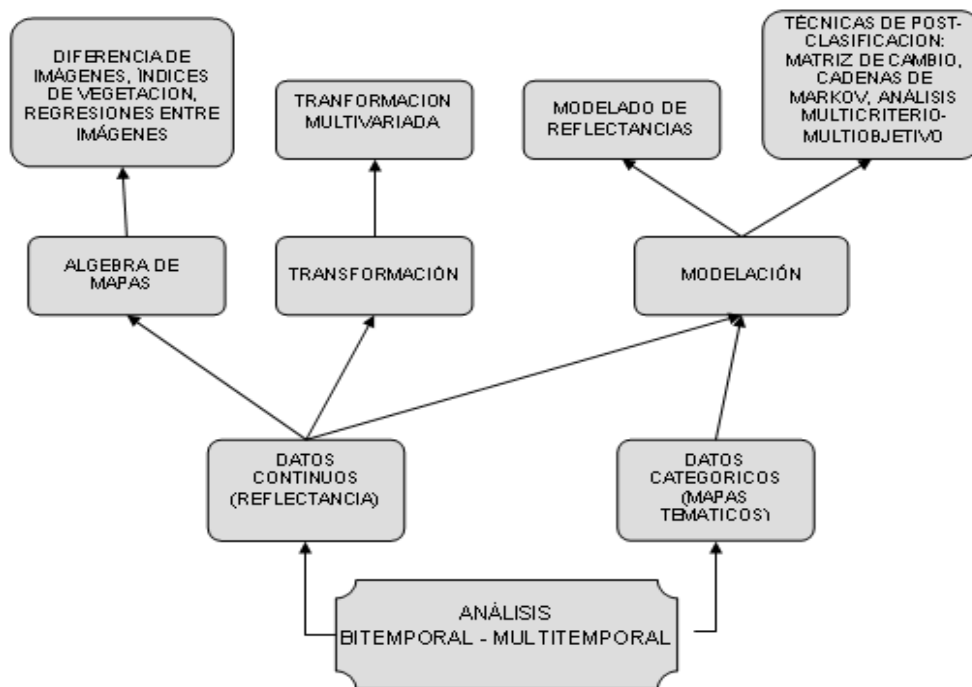 DIFERENCIA DE
IMÁGENES, ÍNDICES
DE VEGETACION,
REGRESIONES ENTRE
IMÁGENES
TRANFORMACION
MULTIVARIADA
MODELADO DE
REFLECTANCIAS
TÉCNICAS DE POST-
CLASIFICACION:
MATRIZ DE CAMBIO,
CADENAS DE
MARKOV, ANÁLISIS
MULTICRITERIO-
MULTIOBJETIVO
ALGEBRA DE
MAPAS
TRANSFORMACIÓN
MODELACIÓN
DATOS
CONTINUOS
(REFLECTANCIA)
DATOS
CATEGORICOS
(MAPAS
TEMATICOS)
ANÁLISIS
BITEMPORAL - MULTITEMPORAL